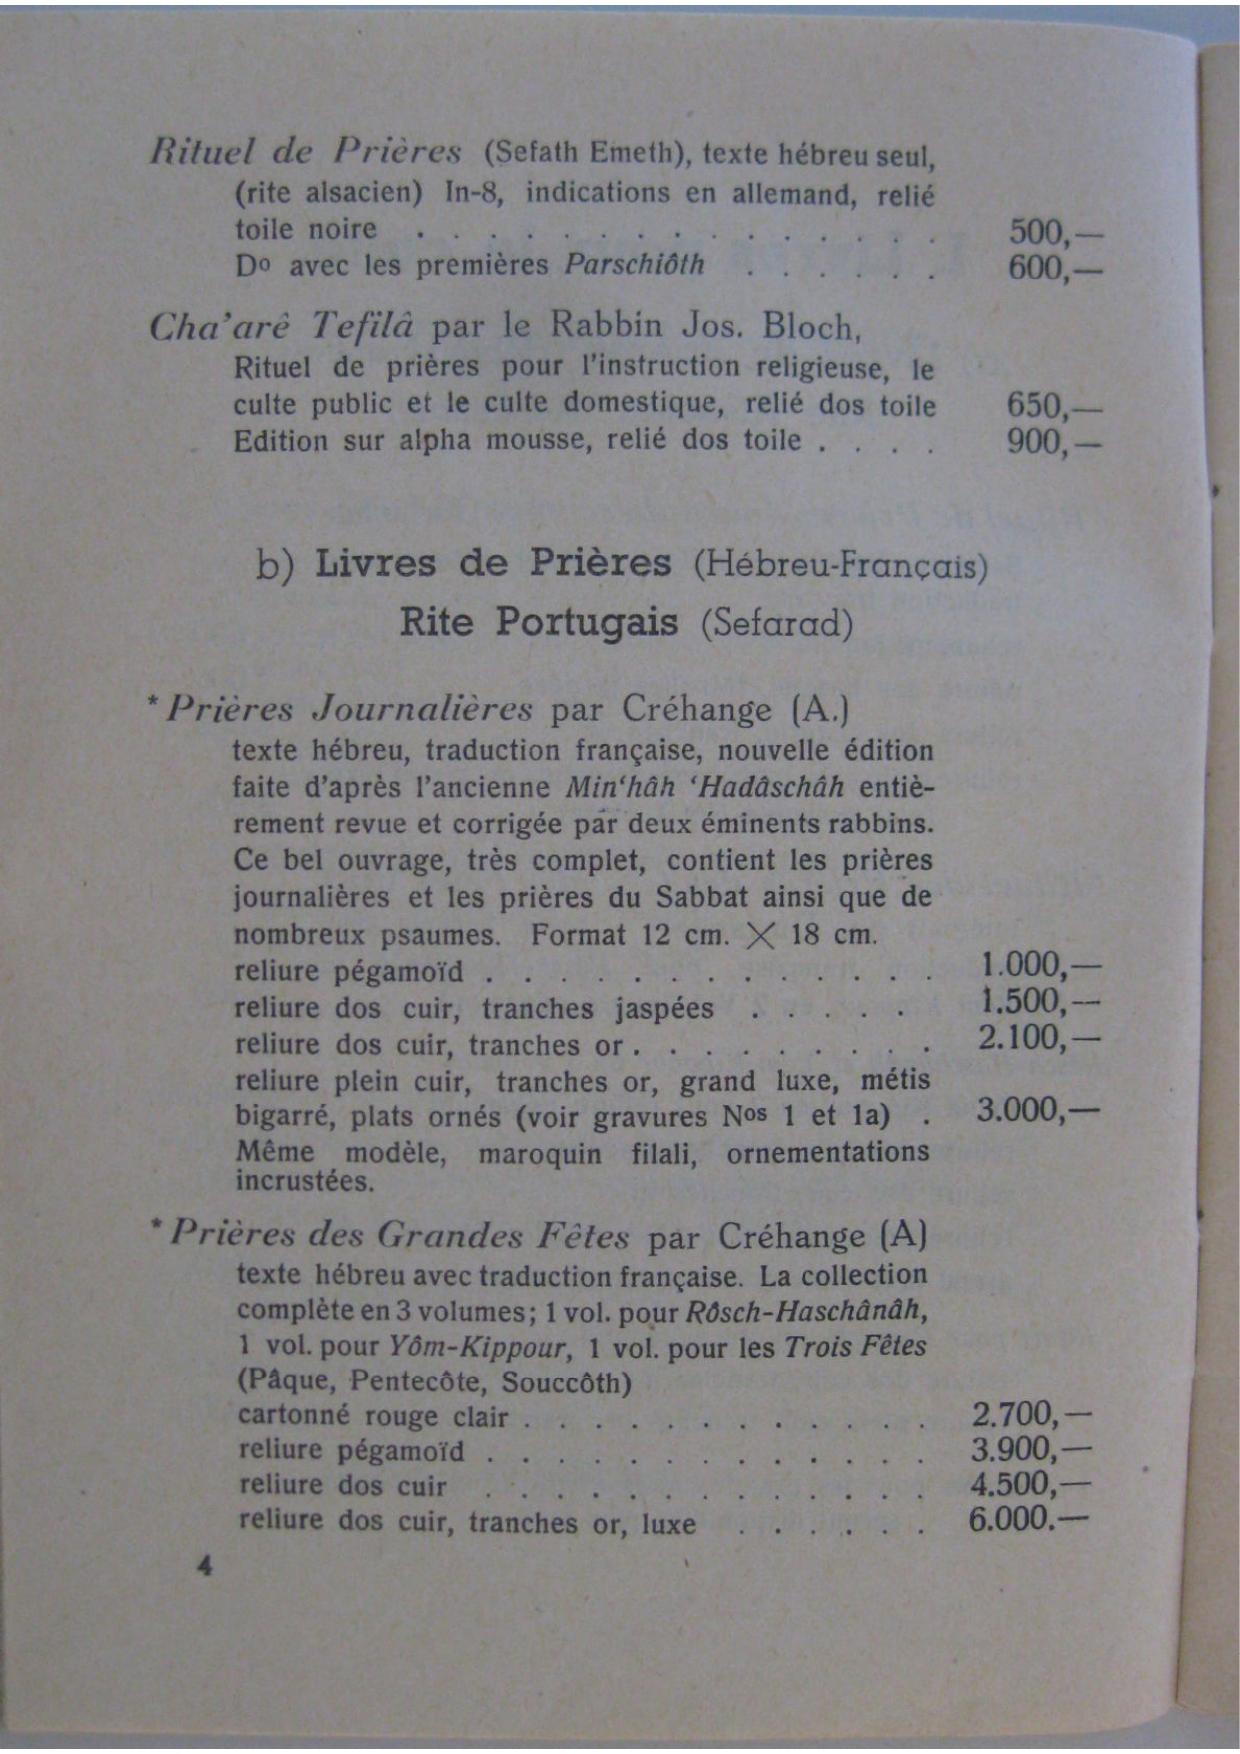 Rituel de Prières (Sefath Emeth), texte hébreu seul,
(rite alsacien) In-8, indications en allemand, relié
toile noire . . . . . . . . . . . . . . . 500,—
Dº avec les premières Parschiôth . . . . . . 600,—
Cha'arê Tefilâ par le Rabbin Jos. Bloch,
Rituel de prières pour l'instruction religieuse, le
culte public et le culte domestique, relié dos toile 650,—
Edition sur alpha mousse, relié dos toile . . . . 900,—
b) Livres de Prières (Hébreu-Français)
Rite Portugais (Sefarad)
* Prières Journalières par Créhange (A.)
texte hébreu, traduction française, nouvelle édition
faite d'après l'ancienne Min‘hâh ‘Hadâschâh entiè-
rement revue et corrigée par deux éminents rabbins.
Ce bel ouvrage, très complet, contient les prières
journalières et les prières du Sabbat ainsi que de
nombreux psaumes. Format 12 cm. × 18 cm.
reliure pégamoïd . . . . . . . . . . . . . 1.000,—
reliure dos cuir, tranches jaspées . . . . . 1.500,—
reliure dos cuir, tranches or . . . . . . . . . 2.100,—
reliure plein cuir, tranches or, grand luxe, métis
bigarré, plats ornés (voir gravures Nos 1 et 1a) . 3.000,—
Même modèle, maroquin filali, ornementations
incrustées.
* Prières des Grandes Fêtes par Créhange (A)
texte hébreu avec traduction française. La collection
complète en 3 volumes; 1 vol. pour Rôsch-Haschânâh,
1 vol. pour Yôm-Kippour, 1 vol. pour les Trois Fêtes
(Pâque, Pentecôte, Souccôth)
cartonné rouge clair . . . . . . . . . . . . 2.700,—
reliure pégamoïd . . . . . . . . . . . . . 3.900,—
reliure dos cuir . . . . . . . . . . . . . 4.500,—
reliure dos cuir, tranches or, luxe . . . . . . 6.000.—
4